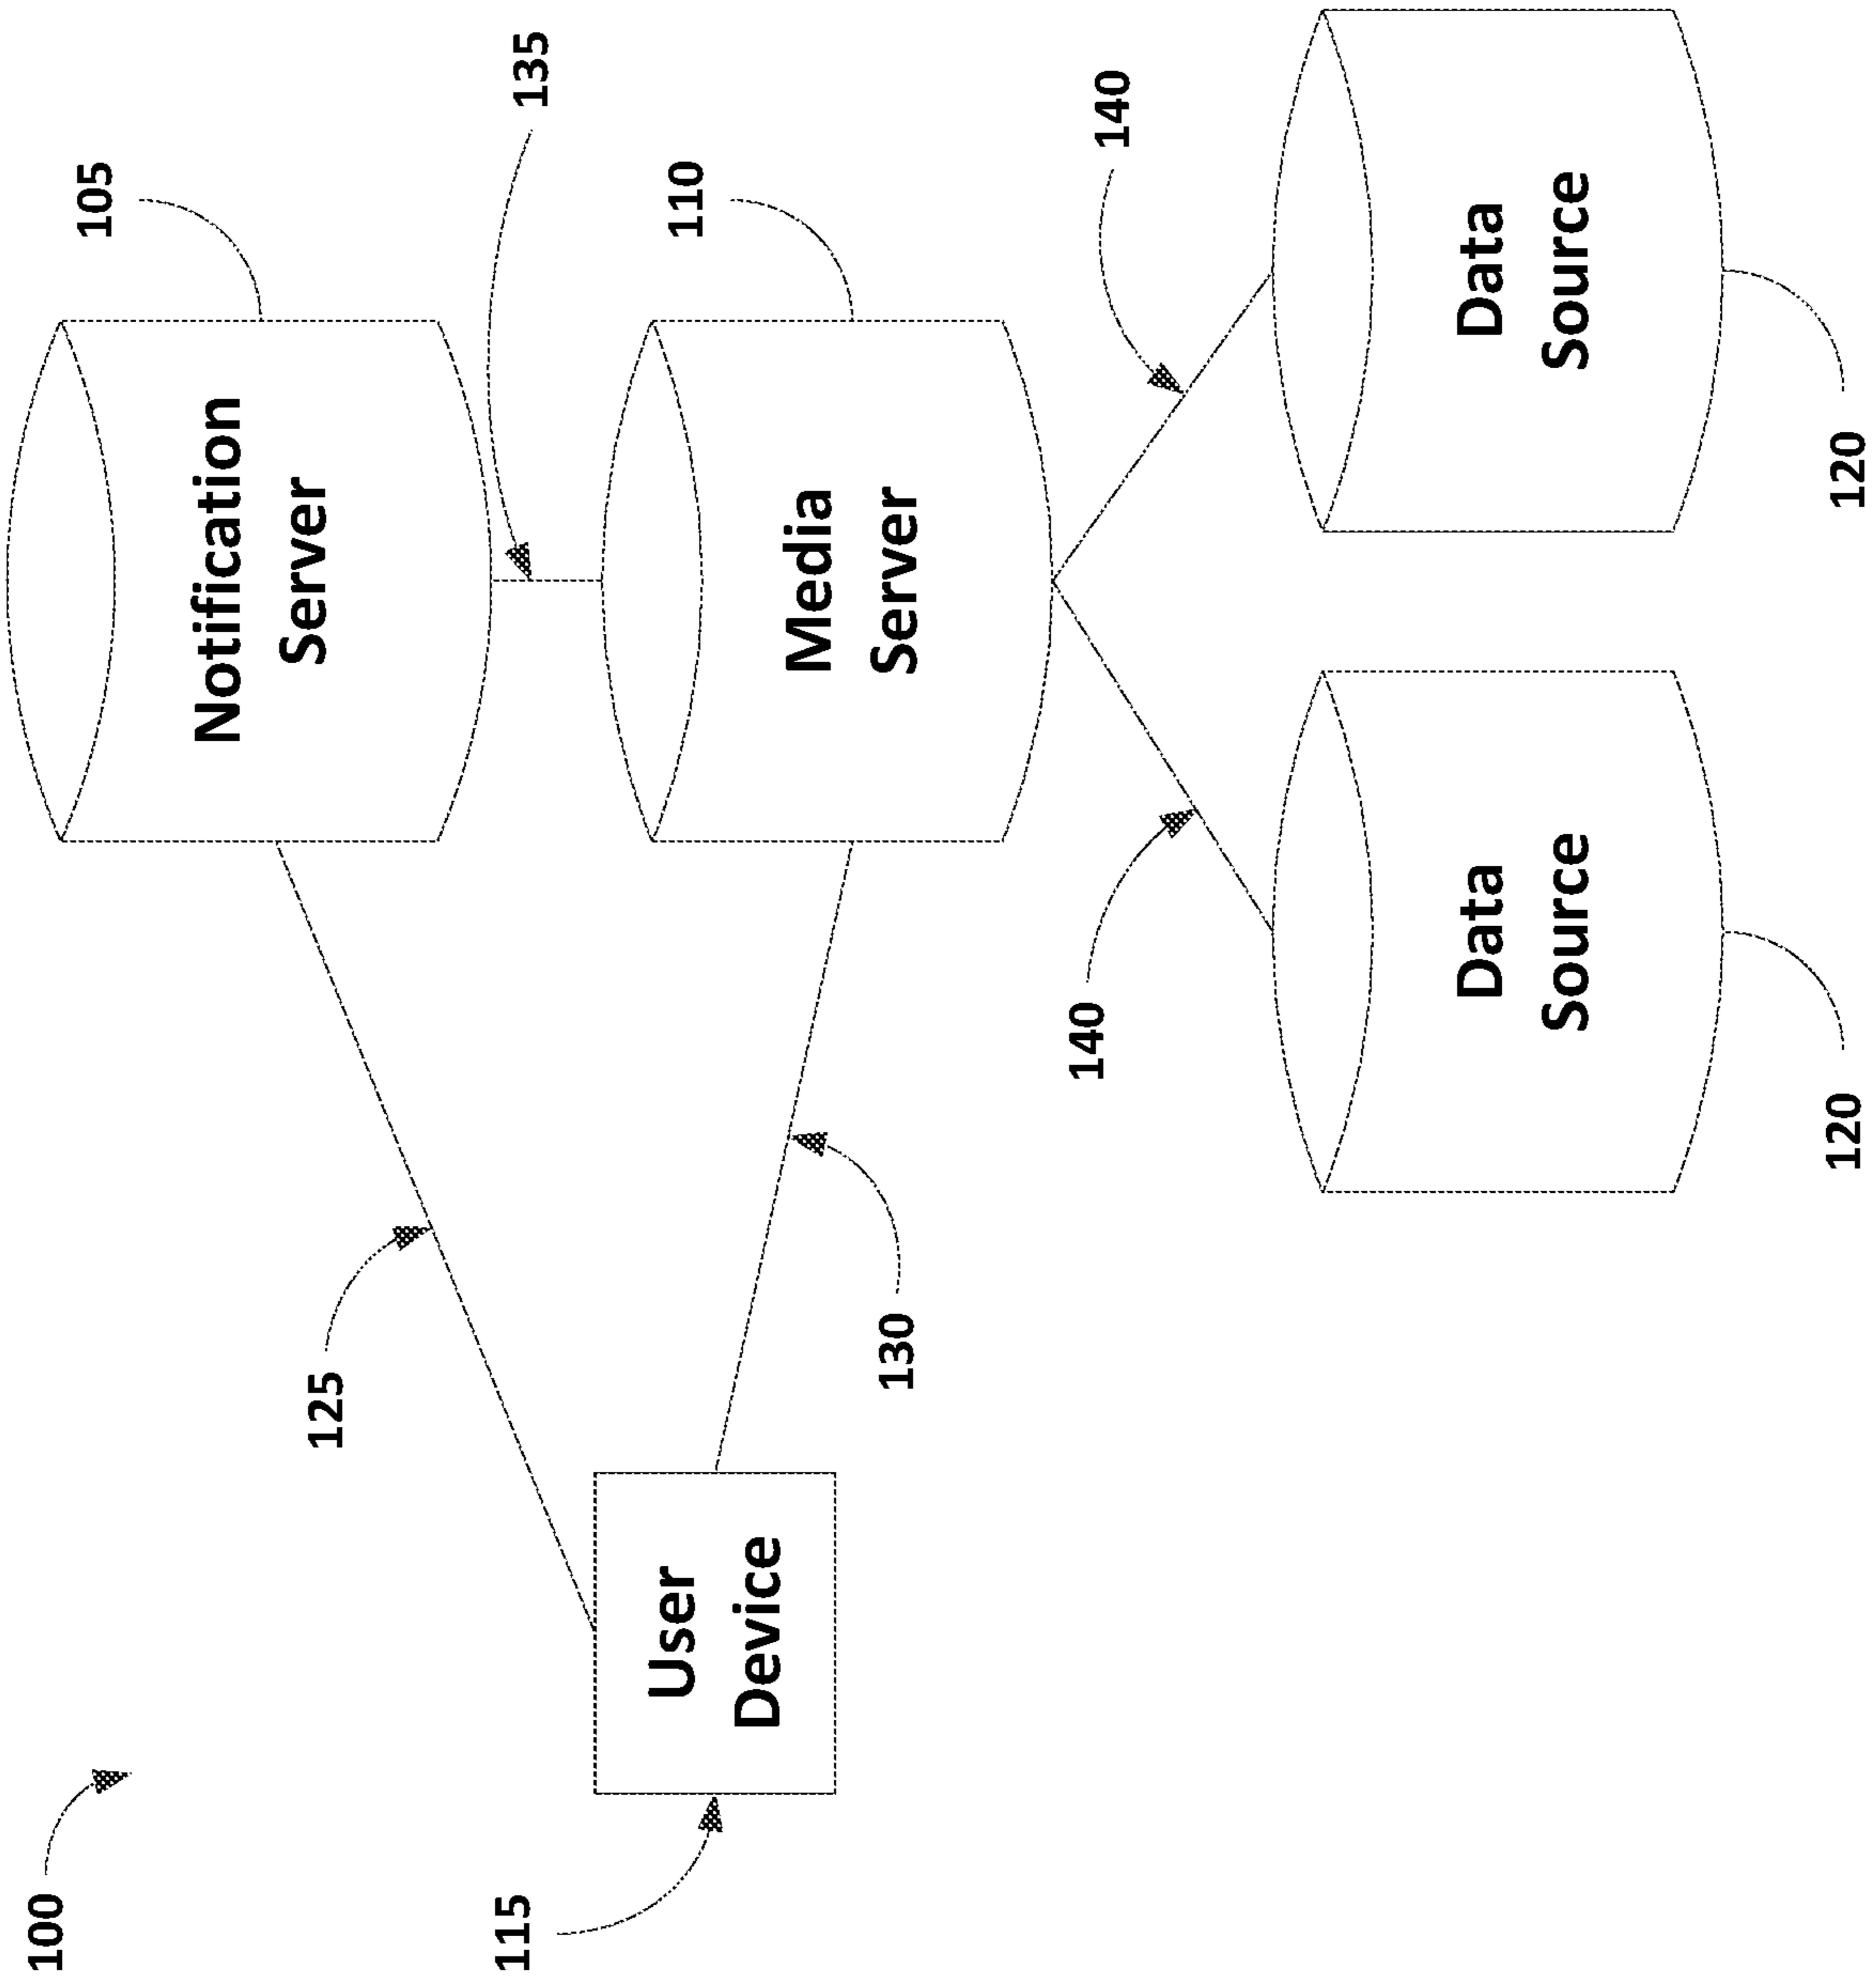 100
105
Notification
Server
125
135
115
User
Device
110
Media
Server
130
140
140
Data
Source
Data
Source
120
120